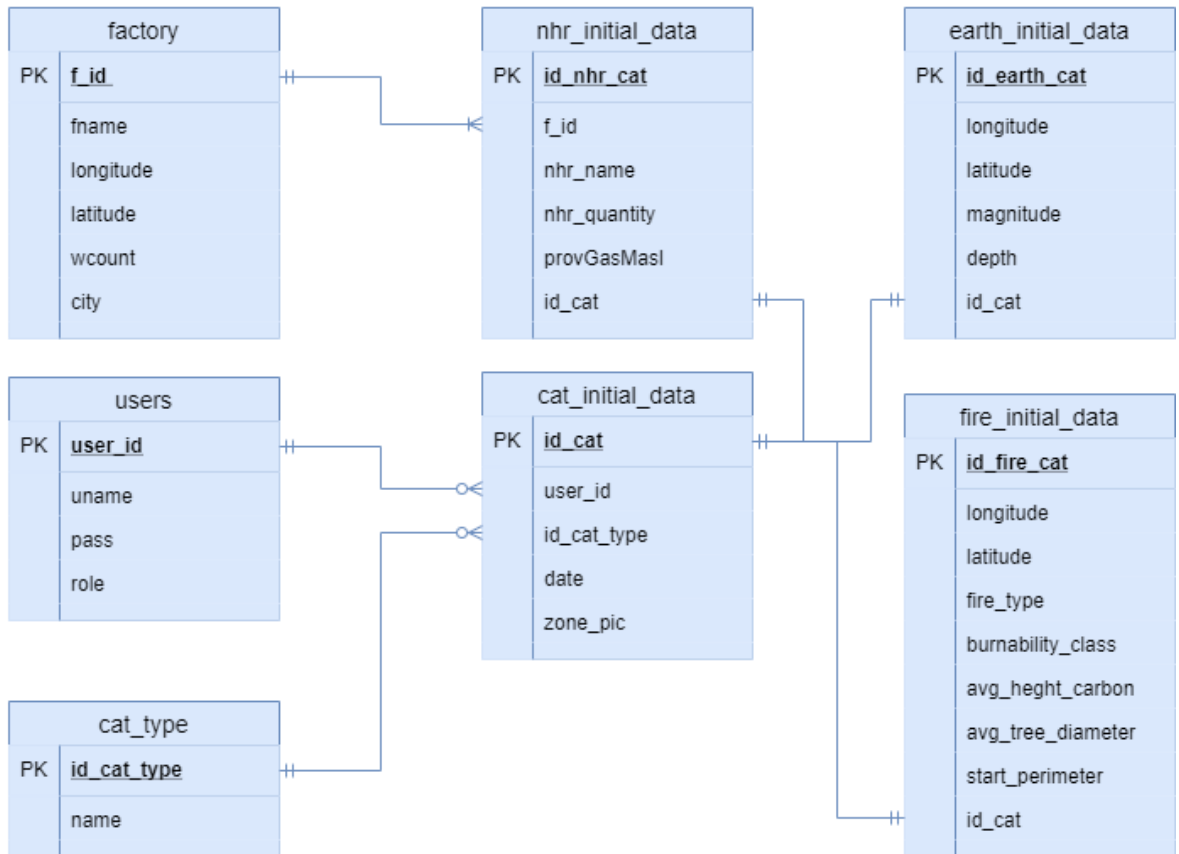 factory
PK f_id
fname
longitude
latitude
wcount
city
nhr_initial_data
PK id_nhr_cat
f_id
nhr_name
nhr_quantity
provGasMasl
id_cat
earth_initial_data
PK id_earth_cat
longitude
latitude
magnitude
depth
id_cat
users
PK user_id
uname
pass
role
cat_initial_data
PK id_cat
user_id
id_cat_type
date
zone_pic
fire_initial_data
PK id_fire_cat
longitude
latitude
fire_type
burnability_class
avg_heght_carbon
avg_tree_diameter
start_perimeter
id_cat
cat_type
PK id_cat_type
name